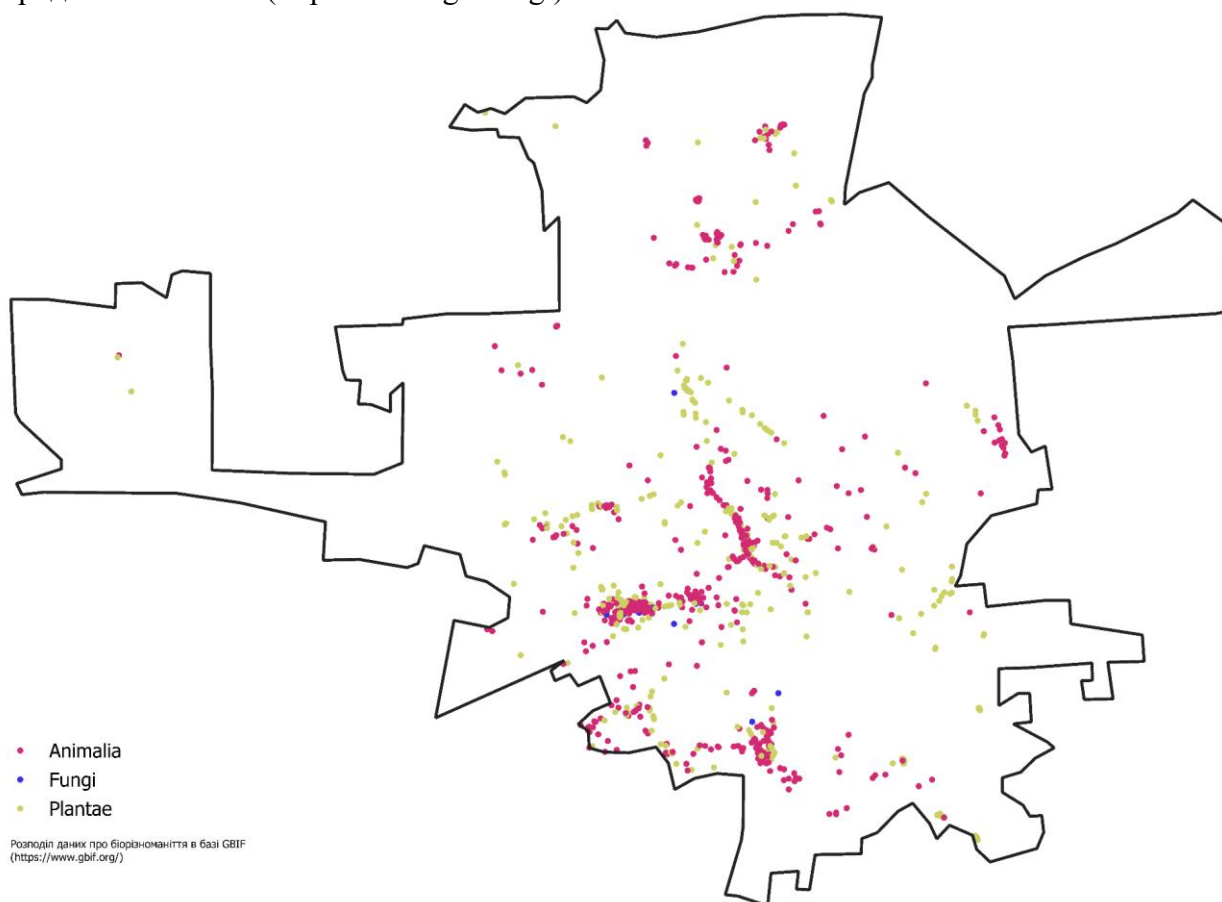 Animalia
Fungi
Plantae
Розподіл даних про біорізноманіття в базі GBIF
(https://www.gbif.org/)